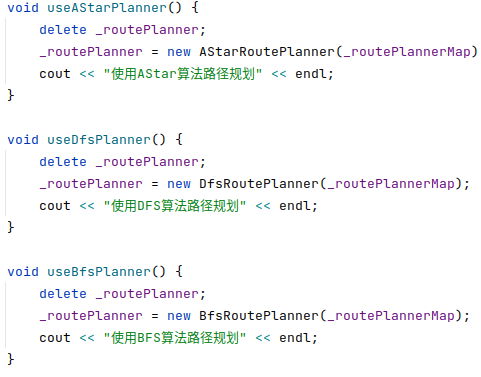 void useAStarPlanner() {
    delete _routePlanner;
    _routePlanner = new AStarRoutePlanner(_routePlannerMap)
    cout << "使用AStar算法路径规划" << endl;
}
void useDfsPlanner() {
    delete _routePlanner;
    _routePlanner = new DfsRoutePlanner(_routePlannerMap);
    cout << "使用DFS算法路径规划" << endl;
}
void useBfsPlanner() {
    delete _routePlanner;
    _routePlanner = new BfsRoutePlanner(_routePlannerMap);
    cout << "使用BFS算法路径规划" << endl;
}